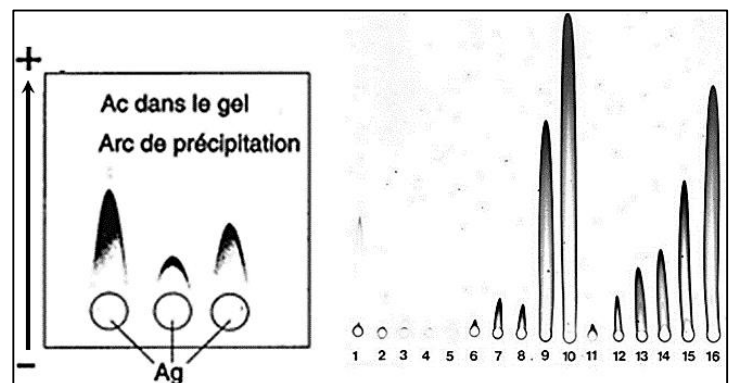 +
Ac dans le gel
Arc de précipitation
−
Ag
1 2 3 4 5 6 7 8 9 10 11 12 13 14 15 16